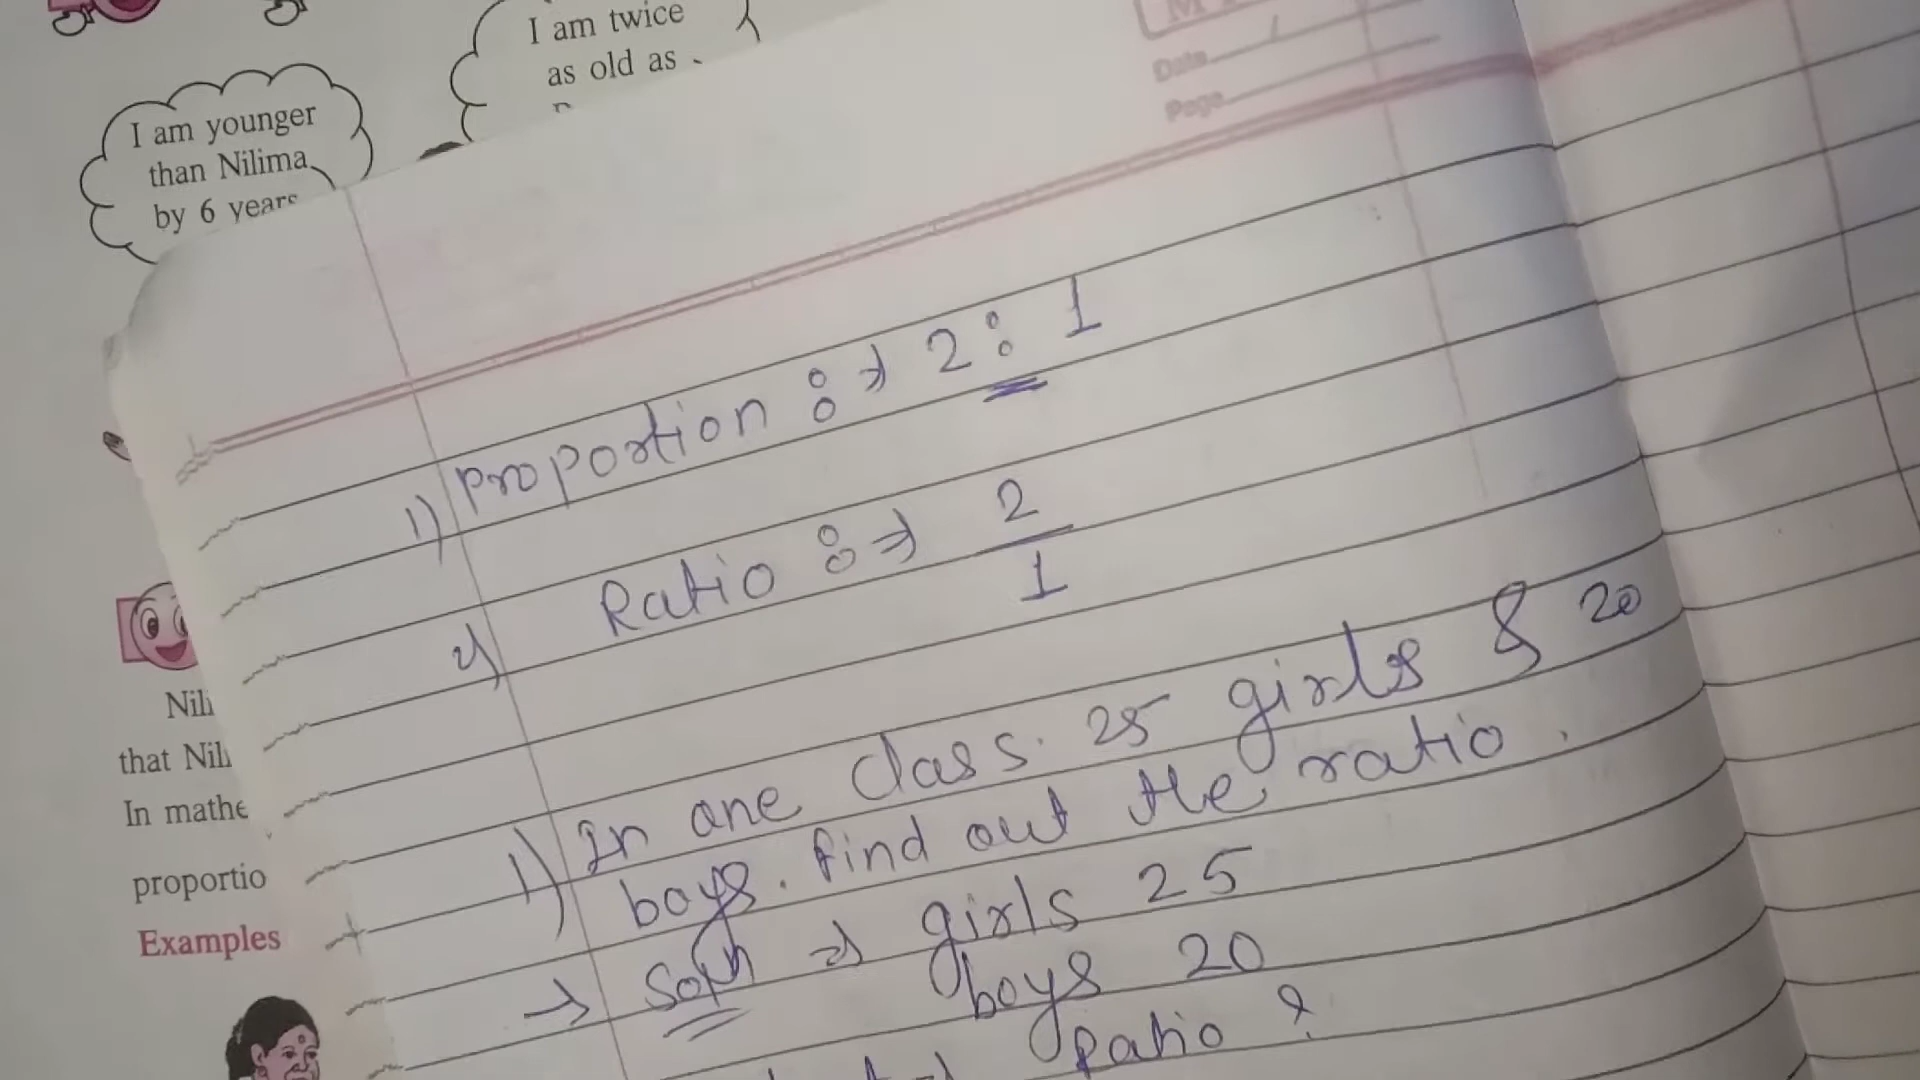 I am twice
as old as
I am younger
than Nilima
by 6 years
Date
Page
1) Proportion : ⇒ 2 : 1
2) Ratio : ⇒ 2/1
1) In one class. 25 girls & 20
boys. find out the ratio.
→ Soln ⇒ girls 25
boys 20
Ratio ?
Nili
that Nil
In mathe
proportio
Examples